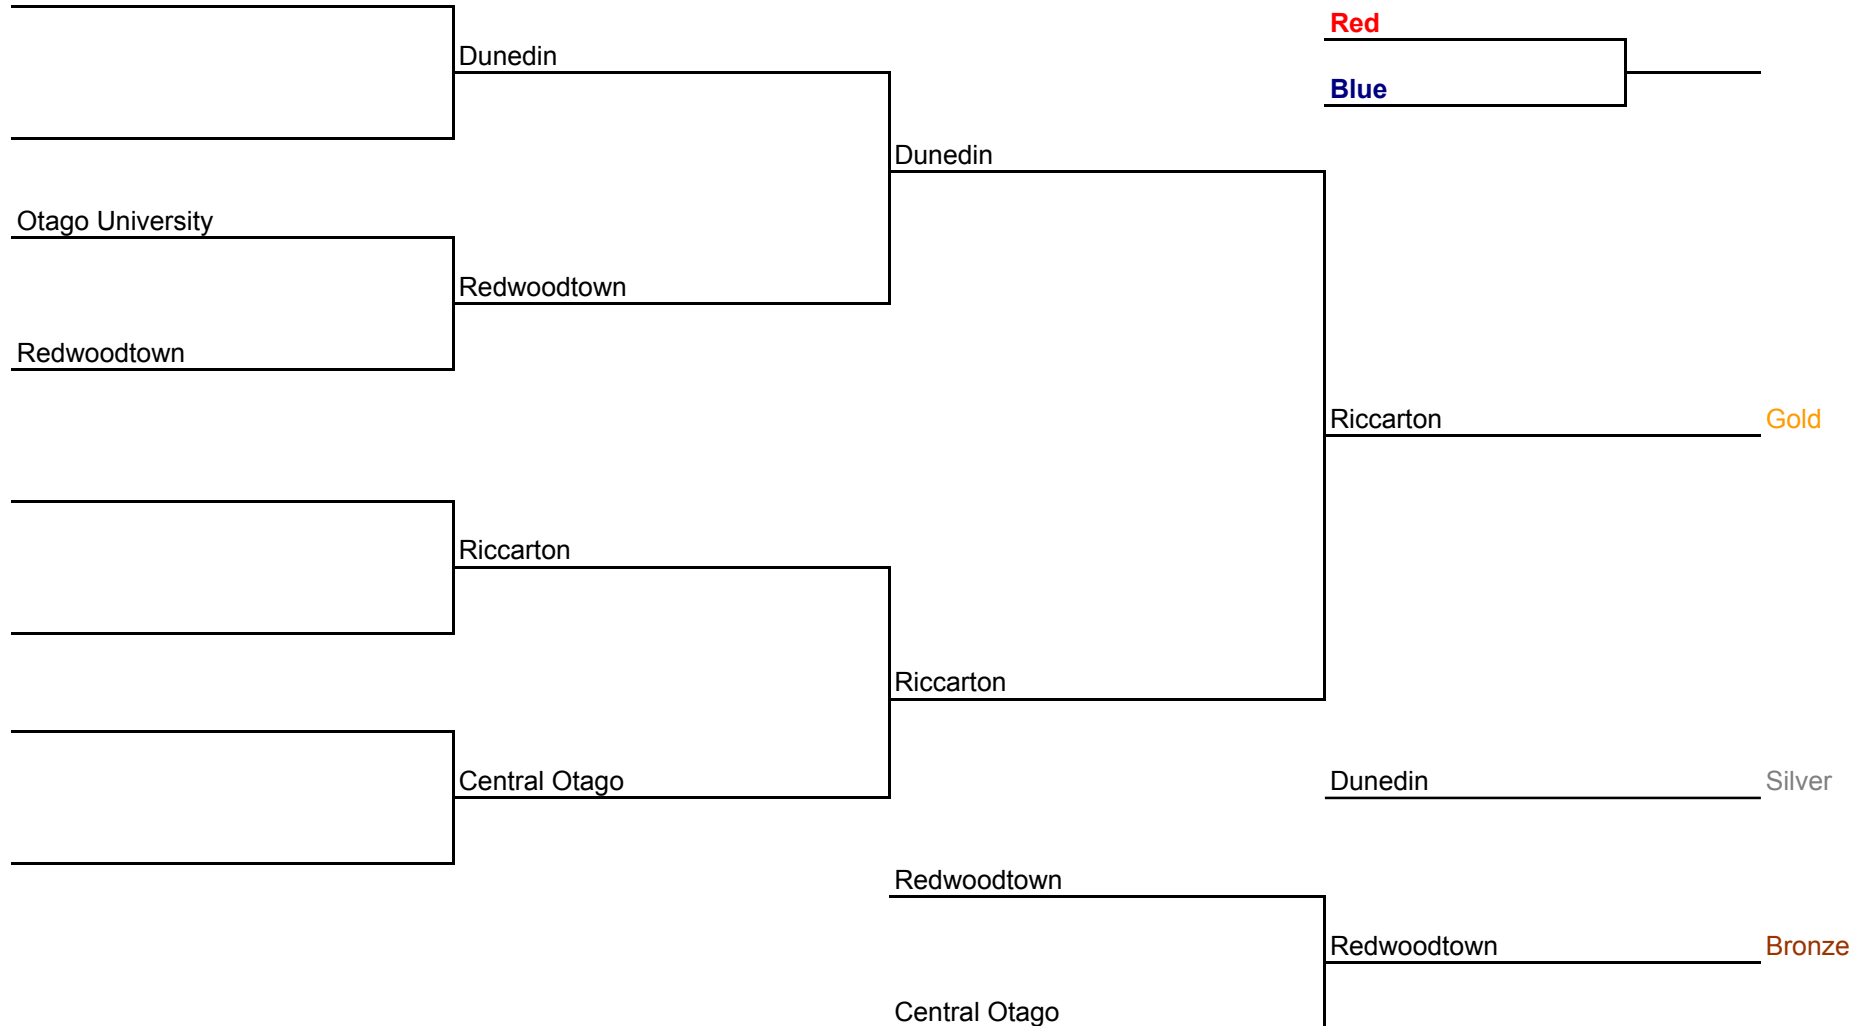 Red
Dunedin
Blue
Dunedin
Otago University
Redwoodtown
Redwoodtown
Riccarton
Gold
Riccarton
Riccarton
Central Otago
Dunedin
Silver
Redwoodtown
Redwoodtown
Bronze
Central Otago